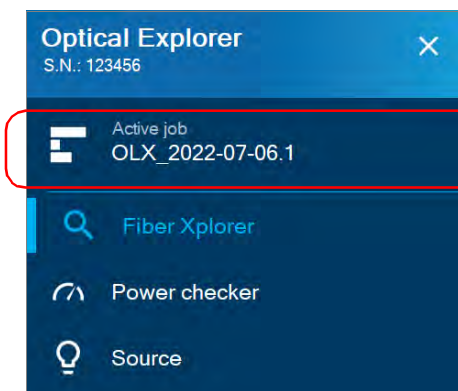 Optical Explorer
S.N.: 123456
Active job
OLX_2022-07-06.1
Fiber Xplorer
Power checker
Source